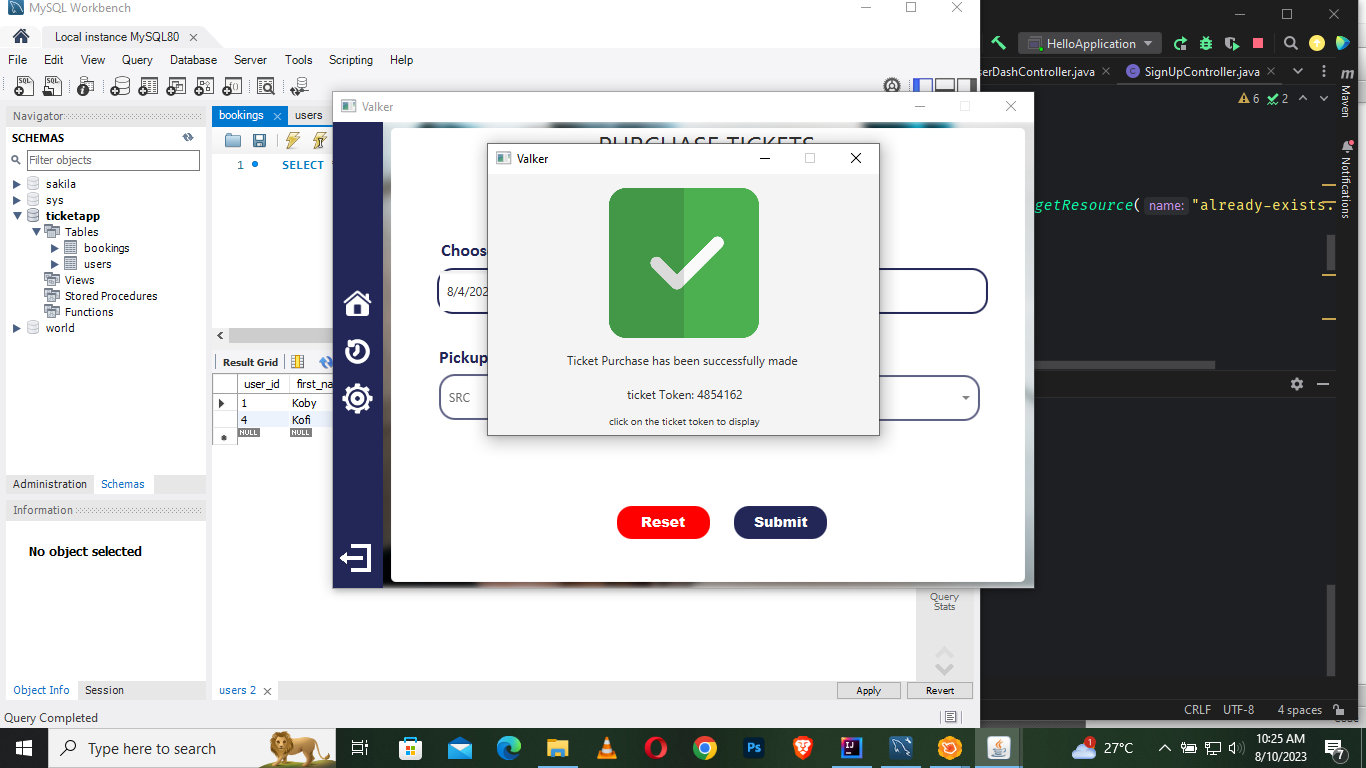 MySQL Workbench
Local instance MySQL80
File Edit View Query Database Server Tools Scripting Help
Navigator
SCHEMAS
Filter objects
sakila
sys
ticketapp
Tables
bookings
users
Views
Stored Procedures
Functions
world
Administration Schemas
Information
No object selected
Object Info Session
Query Completed
bookings users
1 SELECT
Result Grid
user_id first_na
1 Koby
4 Kofi
NULL NULL
users 2
Query
Stats
Apply Revert
Valker
PURCHASE TICKETS
Choos
8/4/202
Pickup
SRC
Reset Submit
Valker
Ticket Purchase has been successfully made
ticket Token: 4854162
click on the ticket token to display
HelloApplication
serDashController.java SignUpController.java
6 2
Maven
Notifications
getResource( name: "already-exists.
CRLF UTF-8 4 spaces
Type here to search
1
27°C
10:25 AM
8/10/2023
7